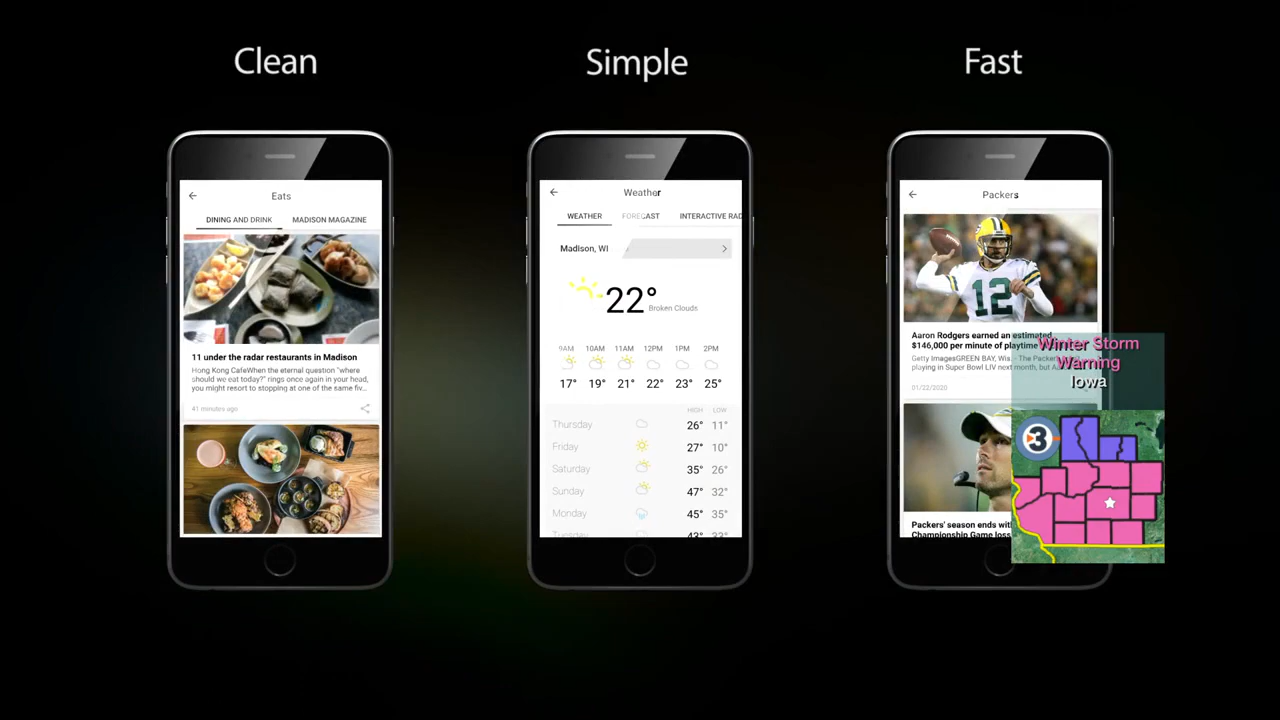 Clean
Eats
DINING AND DRINK MADISON MAGAZINE
11 under the radar restaurants in Madison
Hong Kong CafeWhen the eternal question "where
should we eat today?" rings once again in your head,
you might resort to stopping at one of the same fiv...
41 minutes ago
Simple
Weather
WEATHER FORECAST INTERACTIVE RAD
Madison, WI
22° Broken Clouds
9AM 10AM 11AM 12PM 1PM 2PM
17° 19° 21° 22° 23° 25°
HIGH LOW
Thursday 26° 11°
Friday 27° 10°
Saturday 35° 26°
Sunday 47° 32°
Monday 45° 35°
Tuesday 43° 33°
Fast
Packers
12
Aaron Rodgers earned an estimated
$146,000 per minute of playtime
Getty ImagesGREEN BAY, Wis. - The Packers
playing in Super Bowl LIV next month, but
01/22/2020
Packers' season ends with
Championship Game loss
Winter Storm
Warning
Iowa
3